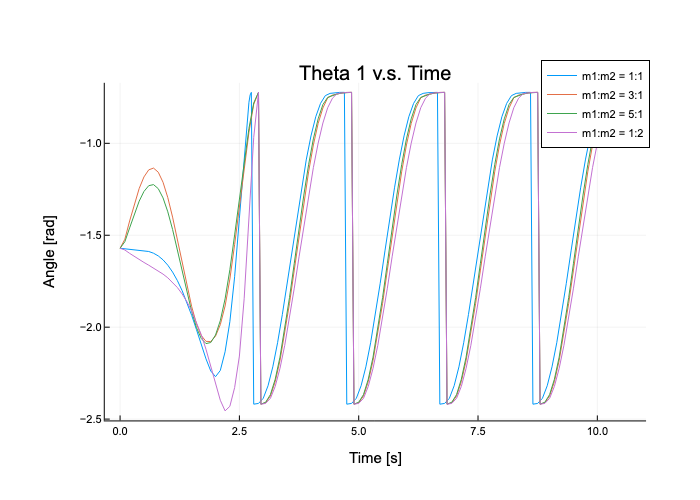 Theta 1 v.s. Time
m1:m2 = 1:1
m1:m2 = 3:1
m1:m2 = 5:1
m1:m2 = 1:2
−1.0
−1.5
−2.0
−2.5
Angle [rad]
0.0 2.5 5.0 7.5 10.0
Time [s]